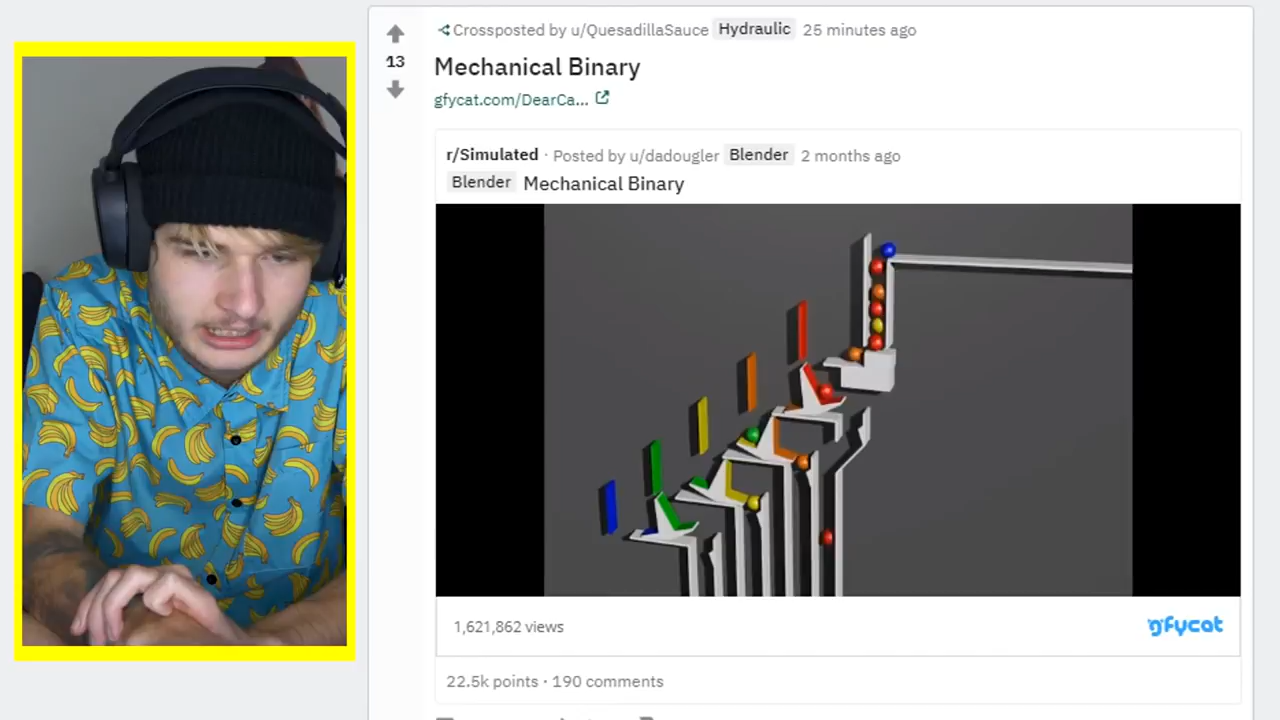 Crossposted by u/QuesadillaSauce Hydraulic 25 minutes ago
13
Mechanical Binary
gfycat.com/DearCa...
r/Simulated · Posted by u/dadougler Blender 2 months ago
Blender Mechanical Binary
1,621,862 views
gfycat
22.5k points · 190 comments